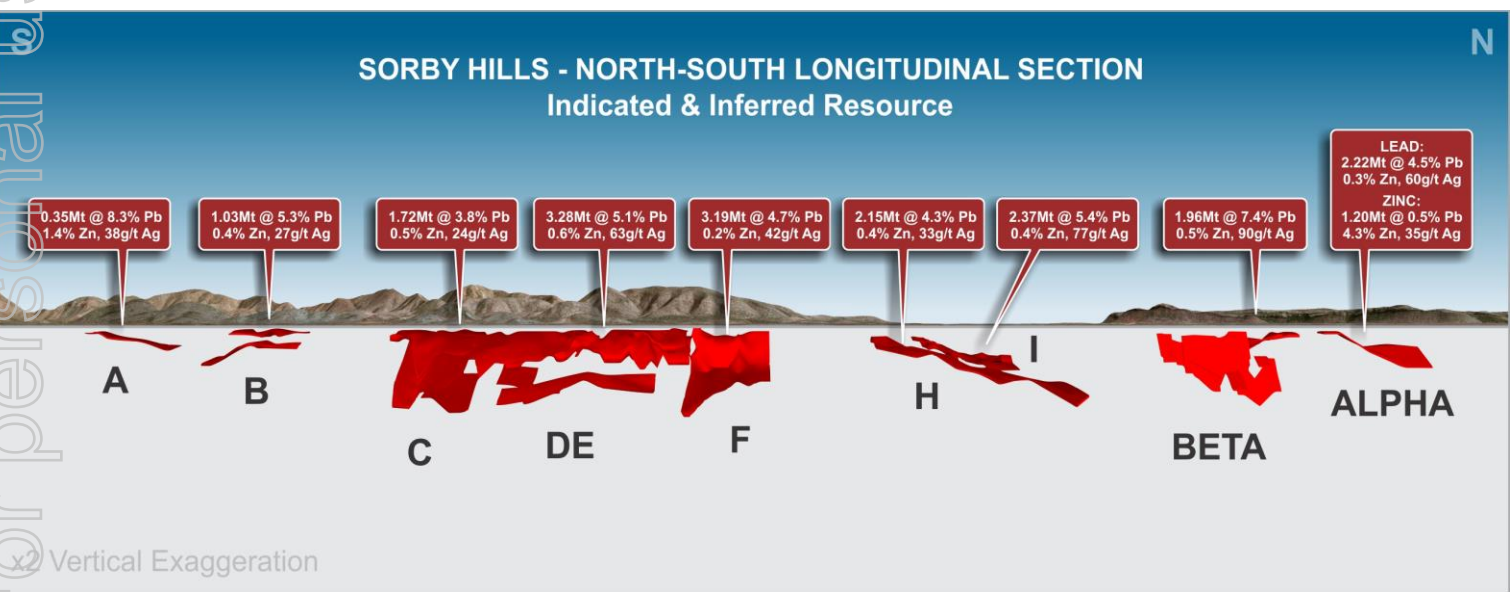 S
N
SORBY HILLS - NORTH-SOUTH LONGITUDINAL SECTION
Indicated & Inferred Resource
0.35Mt @ 8.3% Pb
1.4% Zn, 38g/t Ag
1.03Mt @ 5.3% Pb
0.4% Zn, 27g/t Ag
1.72Mt @ 3.8% Pb
0.5% Zn, 24g/t Ag
3.28Mt @ 5.1% Pb
0.6% Zn, 63g/t Ag
3.19Mt @ 4.7% Pb
0.2% Zn, 42g/t Ag
2.15Mt @ 4.3% Pb
0.4% Zn, 33g/t Ag
2.37Mt @ 5.4% Pb
0.4% Zn, 77g/t Ag
1.96Mt @ 7.4% Pb
0.5% Zn, 90g/t Ag
LEAD:
2.22Mt @ 4.5% Pb
0.3% Zn, 60g/t Ag
ZINC:
1.20Mt @ 0.5% Pb
4.3% Zn, 35g/t Ag
A
B
C
DE
F
H
I
BETA
ALPHA
x2 Vertical Exaggeration
or personal us